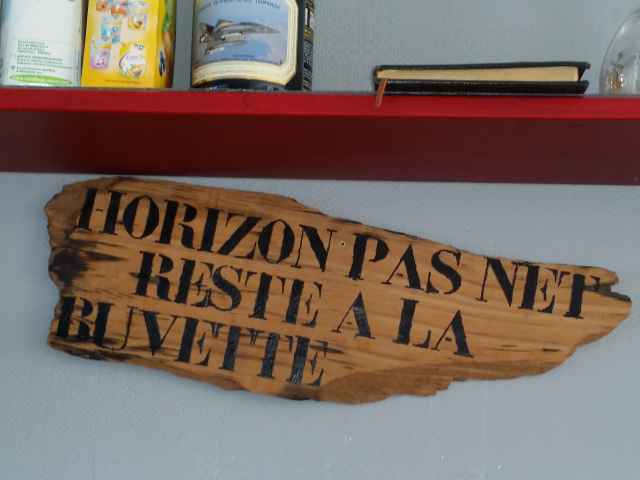 HORIZON PAS NET
RESTE A LA
BUVETTE